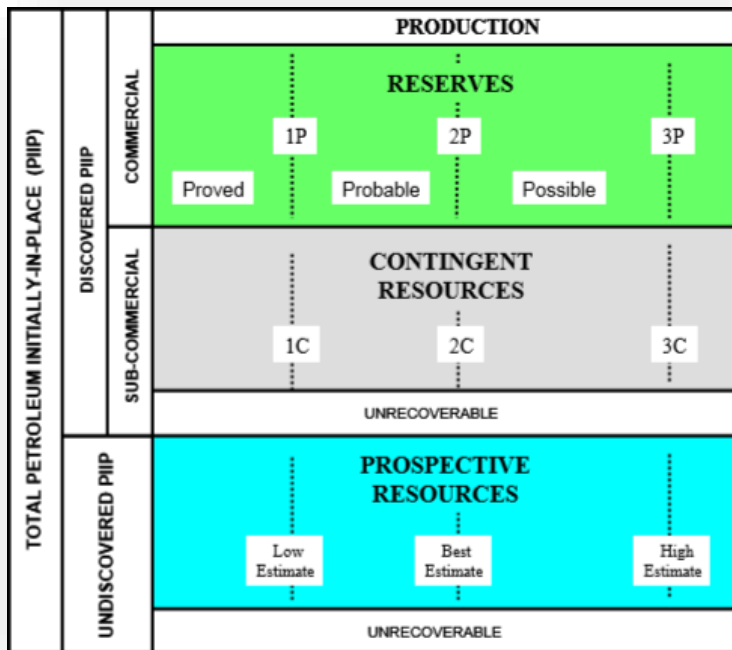 TOTAL PETROLEUM INITIALLY-IN-PLACE (PIIP)
DISCOVERED PIIP
UNDISCOVERED PIIP
COMMERCIAL
SUB-COMMERCIAL
PRODUCTION
RESERVES
1P
2P
3P
Proved
Probable
Possible
CONTINGENT
RESOURCES
1C
2C
3C
UNRECOVERABLE
PROSPECTIVE
RESOURCES
Low
Estimate
Best
Estimate
High
Estimate
UNRECOVERABLE